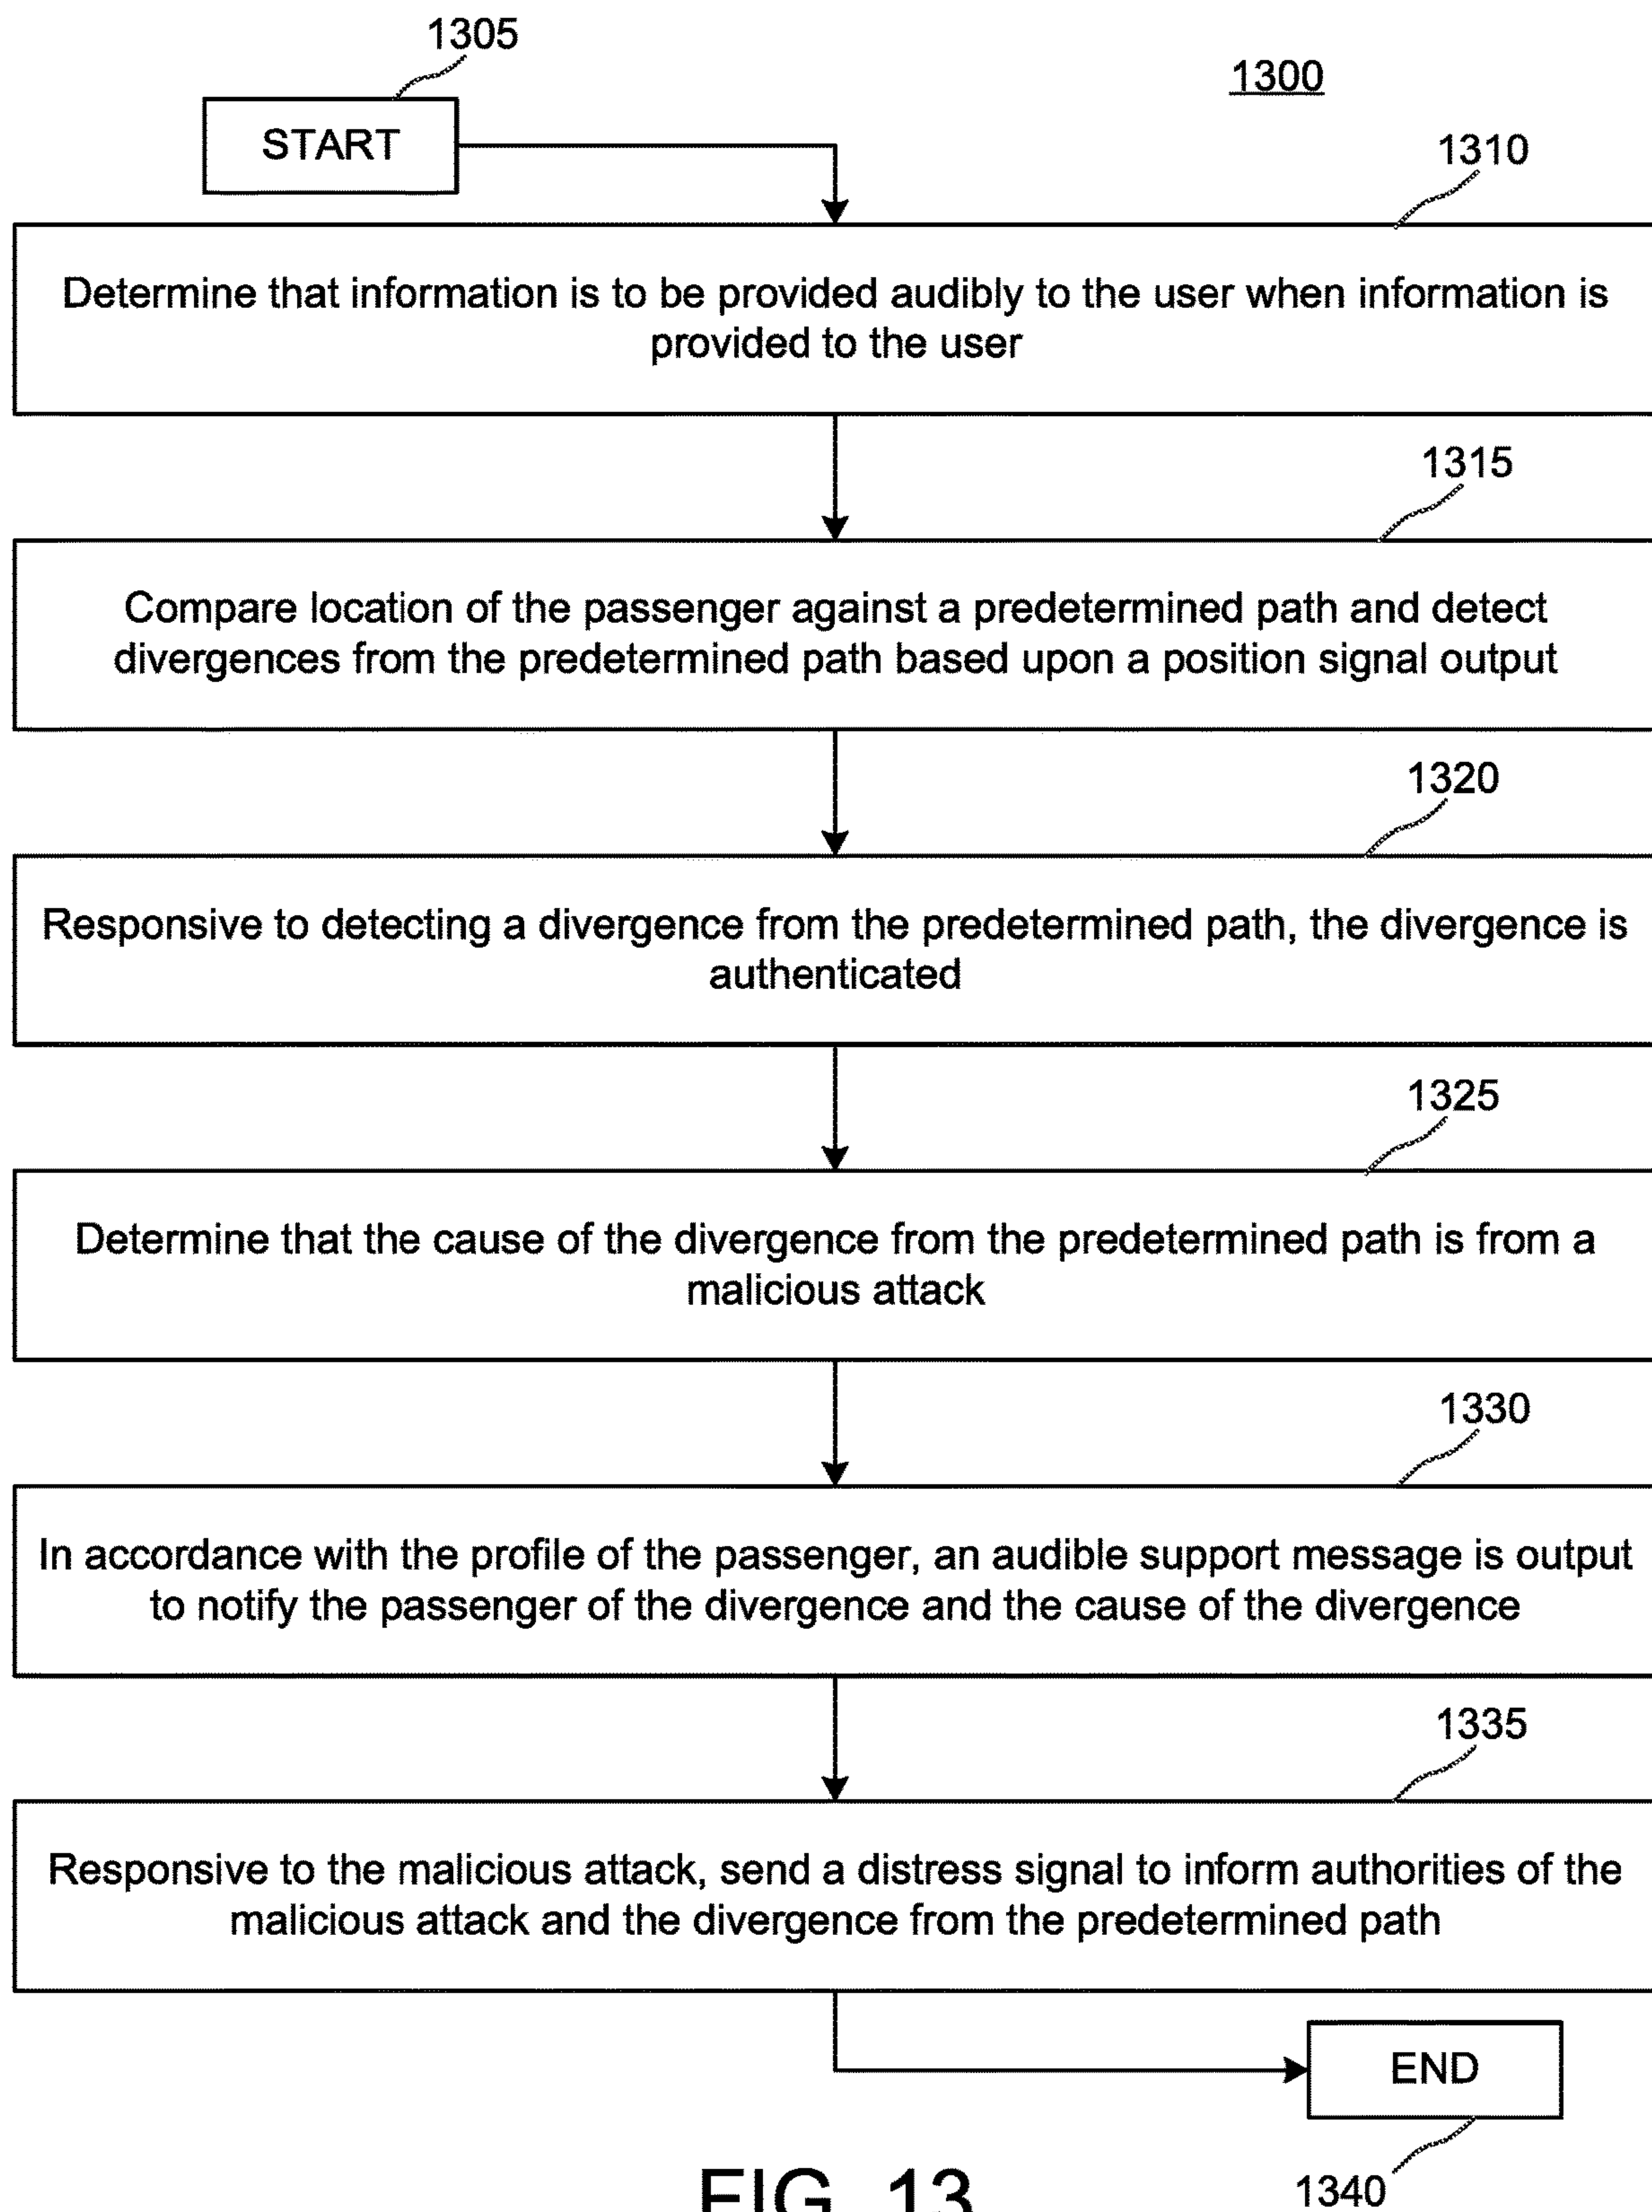 1305
1300
START
1310
Determine that information is to be provided audibly to the user when information is
provided to the user
1315
Compare location of the passenger against a predetermined path and detect
divergences from the predetermined path based upon a position signal output
1320
Responsive to detecting a divergence from the predetermined path, the divergence is
authenticated
1325
Determine that the cause of the divergence from the predetermined path is from a
malicious attack
1330
In accordance with the profile of the passenger, an audible support message is output
to notify the passenger of the divergence and the cause of the divergence
1335
Responsive to the malicious attack, send a distress signal to inform authorities of the
malicious attack and the divergence from the predetermined path
END
1340
FIG. 13